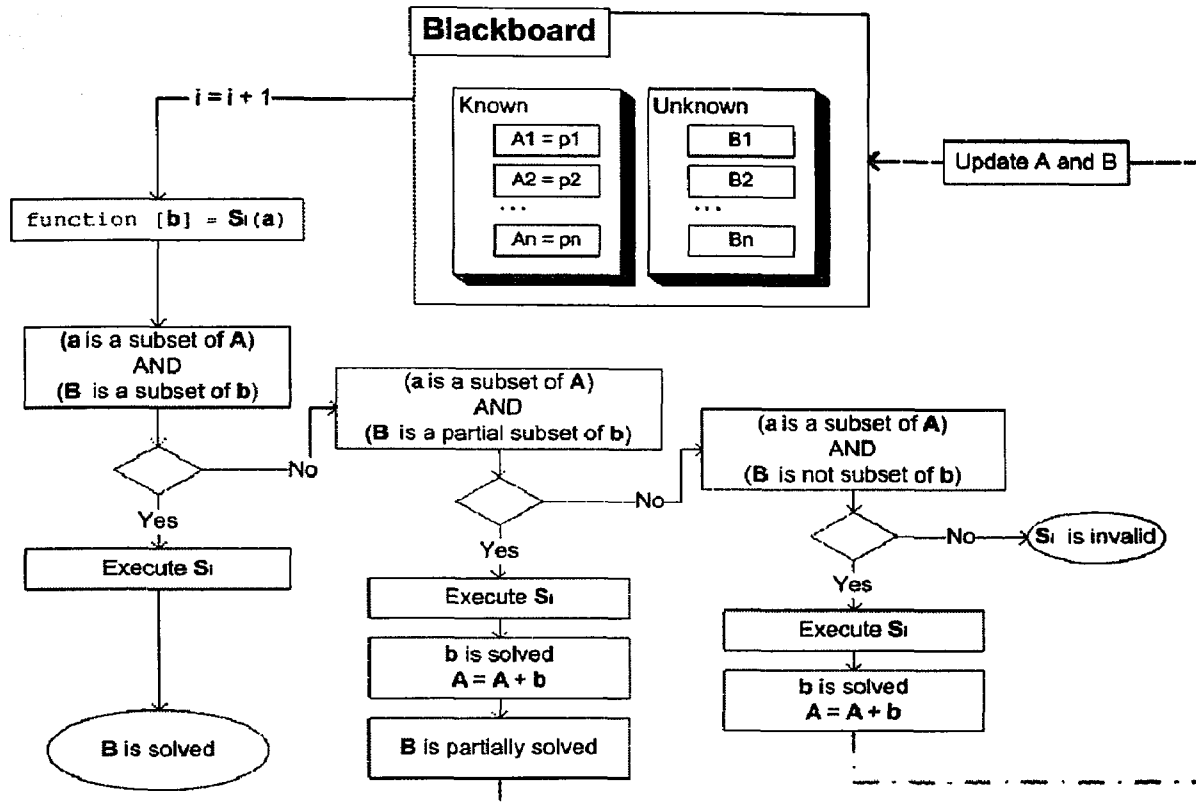 Blackboard
i = i + 1
Known
A1 = p1
A2 = p2
...
An = pn
Unknown
B1
B2
...
Bn
Update A and B
function [b] = Si(a)
(a is a subset of A)
AND
(B is a subset of b)
No
Yes
Execute Si
B is solved
(a is a subset of A)
AND
(B is a partial subset of b)
No
Yes
Execute Si
b is solved
A = A + b
B is partially solved
(a is a subset of A)
AND
(B is not subset of b)
No
Si is invalid
Yes
Execute Si
b is solved
A = A + b